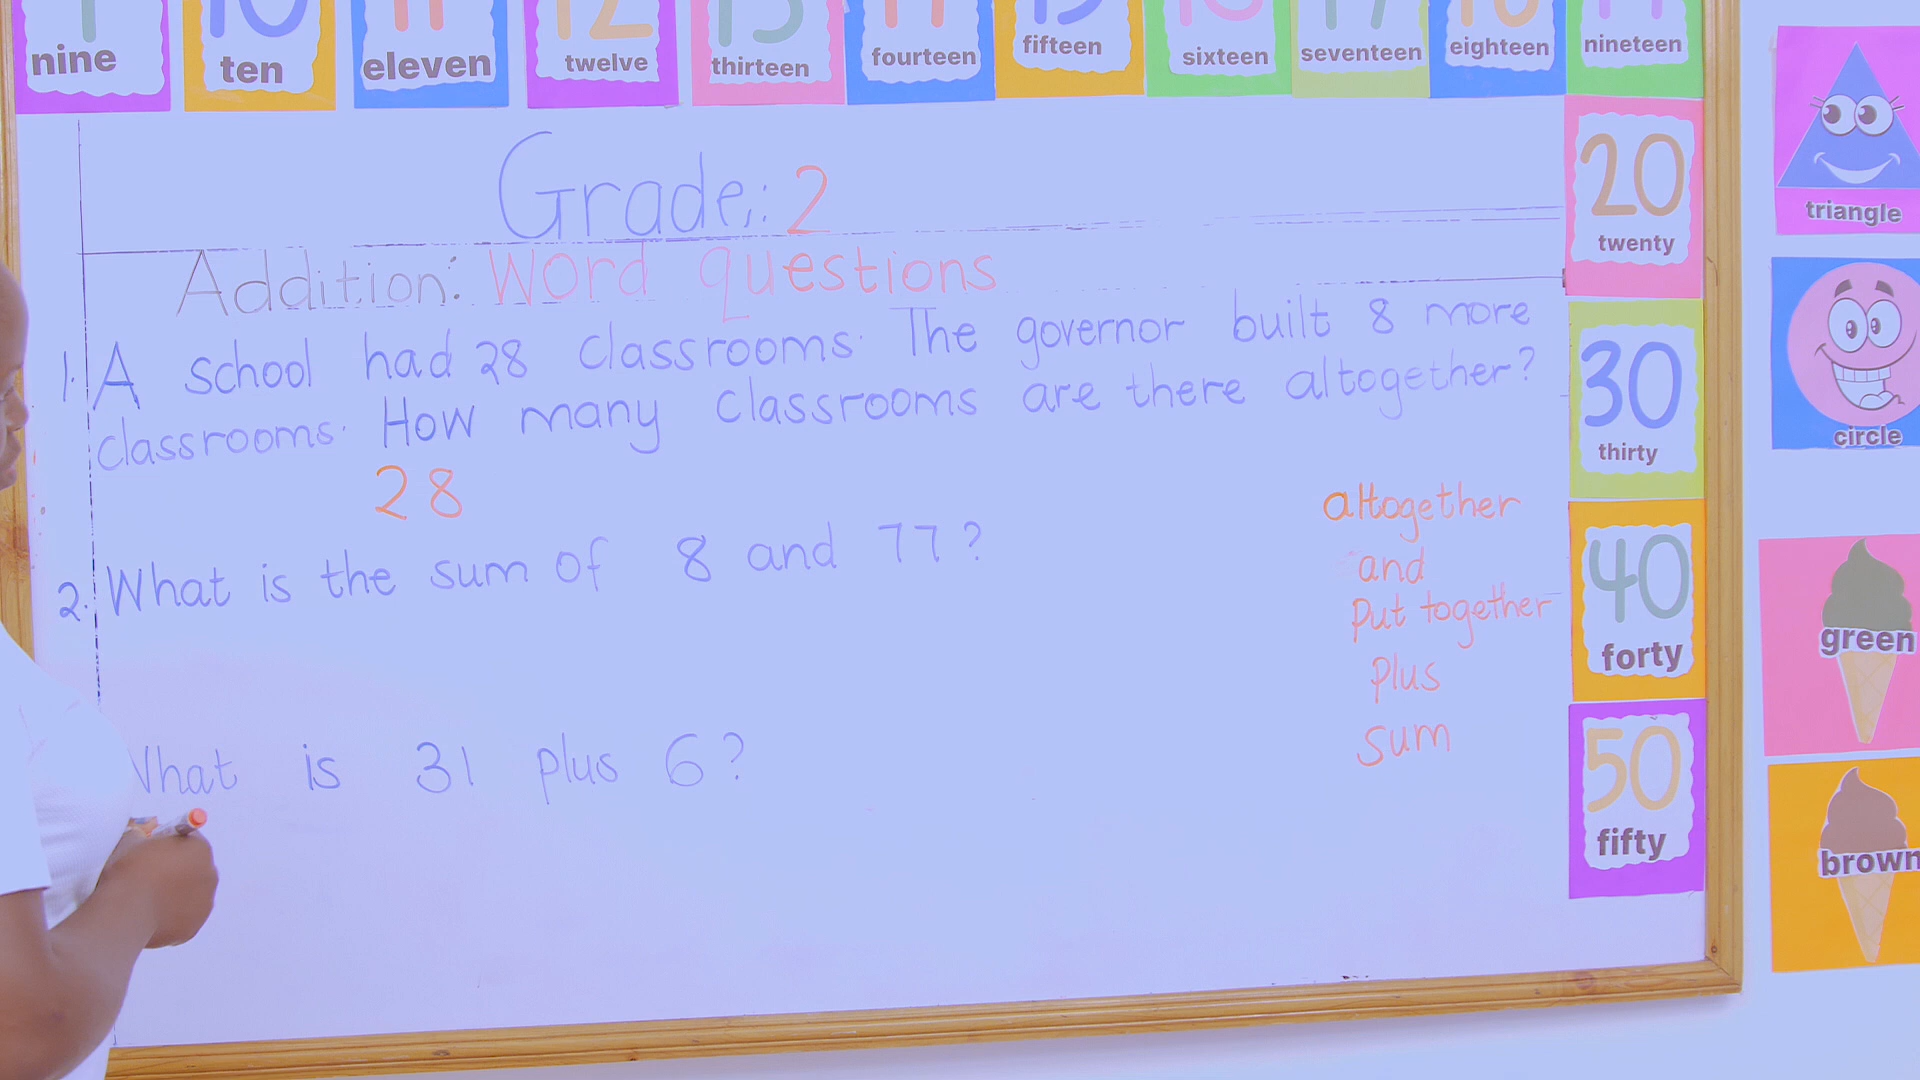 nine
ten
eleven
twelve
thirteen
fourteen
fifteen
sixteen
seventeen
eighteen
nineteen
Grade: 2
Addition: Word questions
1. A school had 28 classrooms. The governor built 8 more
classrooms. How many classrooms are there altogether?
28
2. What is the sum of 8 and 77?
What is 31 plus 6?
altogether
and
Put together
Plus
Sum
20
twenty
30
thirty
40
forty
50
fifty
triangle
circle
green
brown